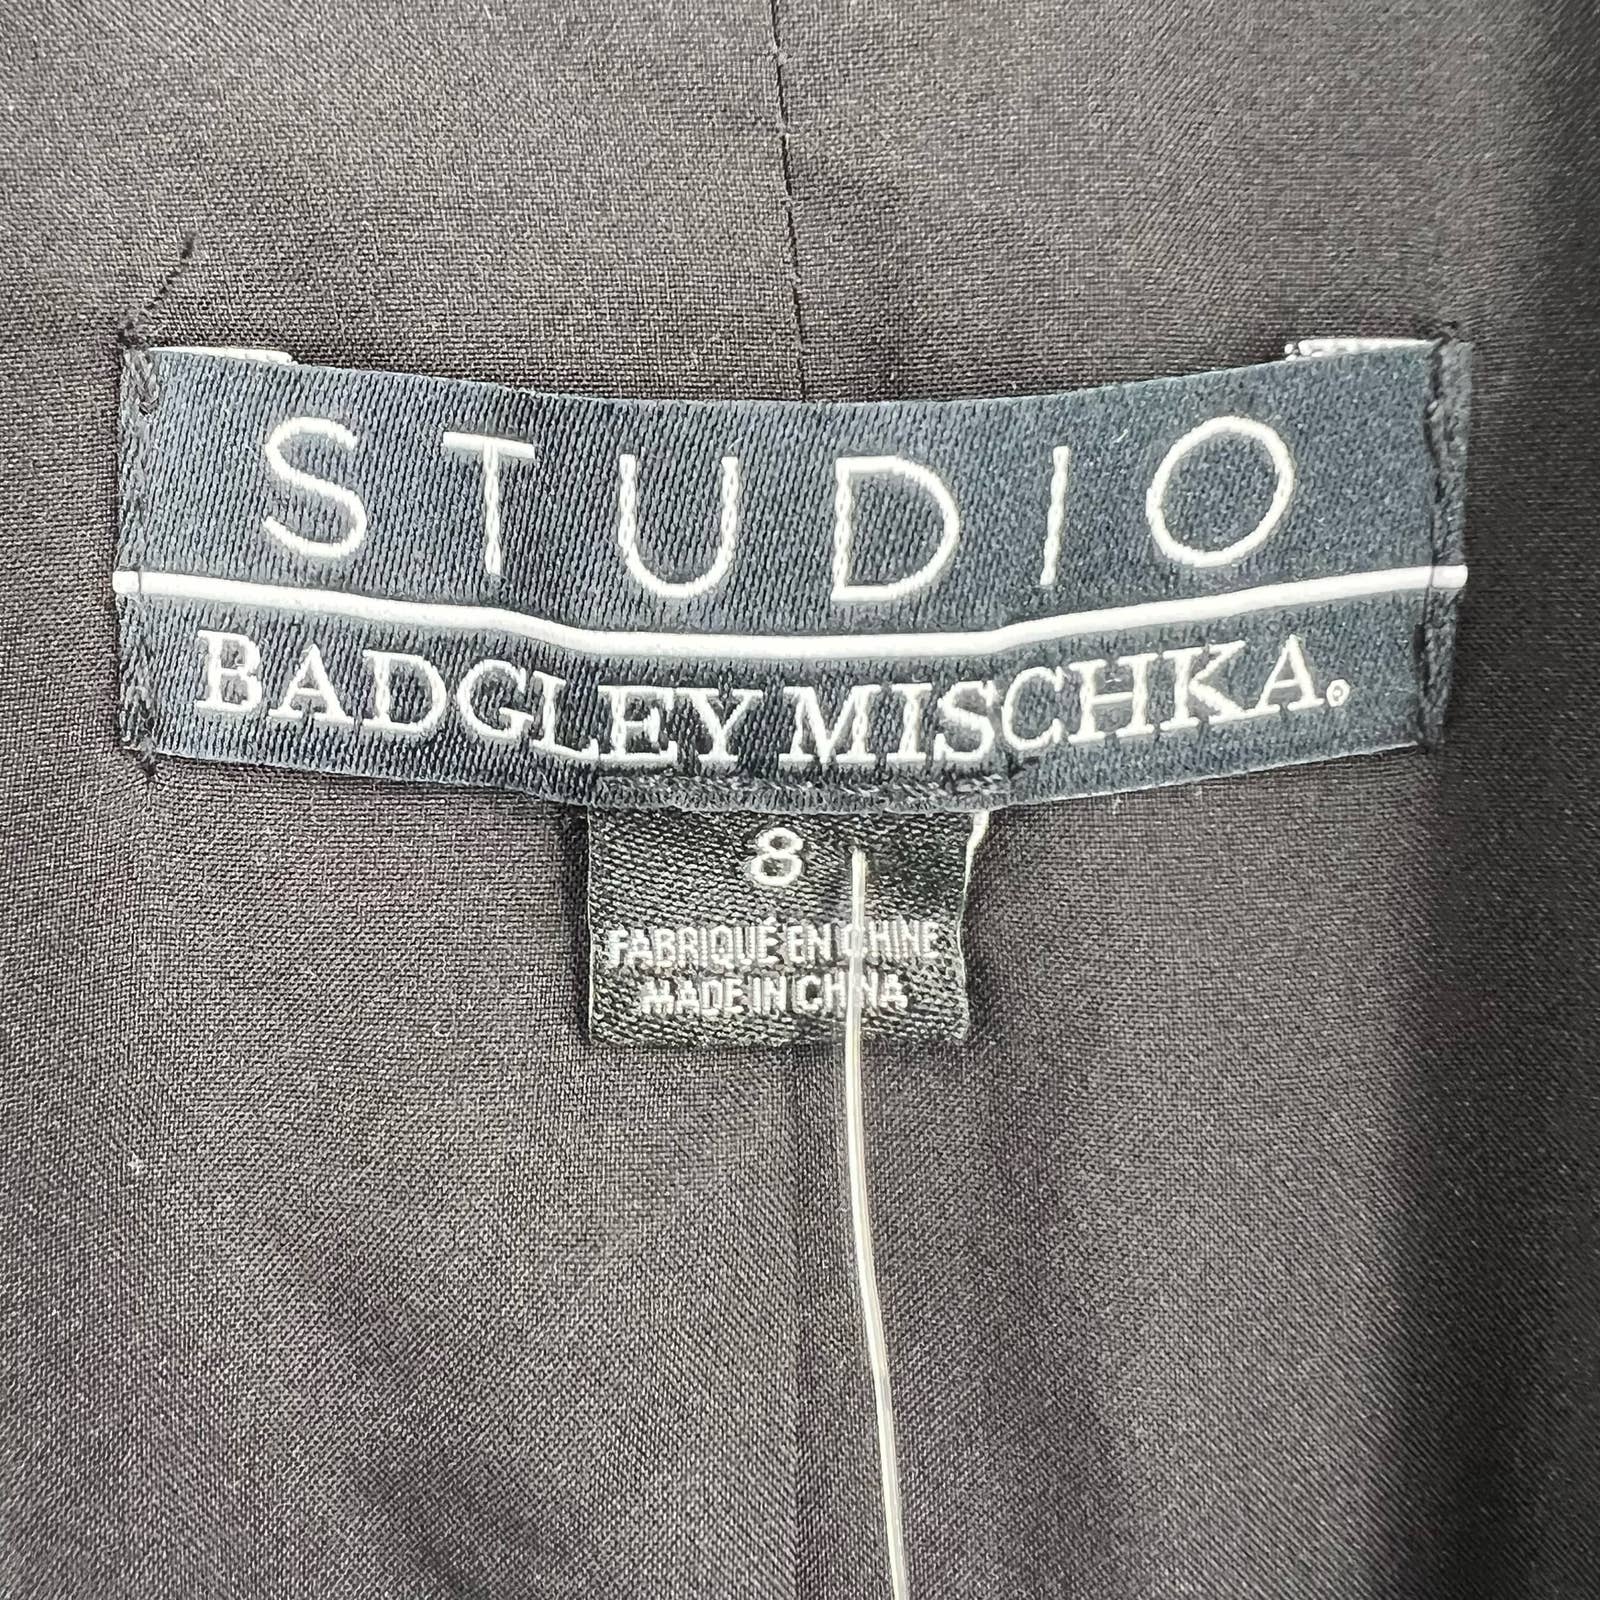 STUDIO
BADGLEY MISCHKA®
8
FABRIQUÉ EN CHINE
MADE IN CHINA